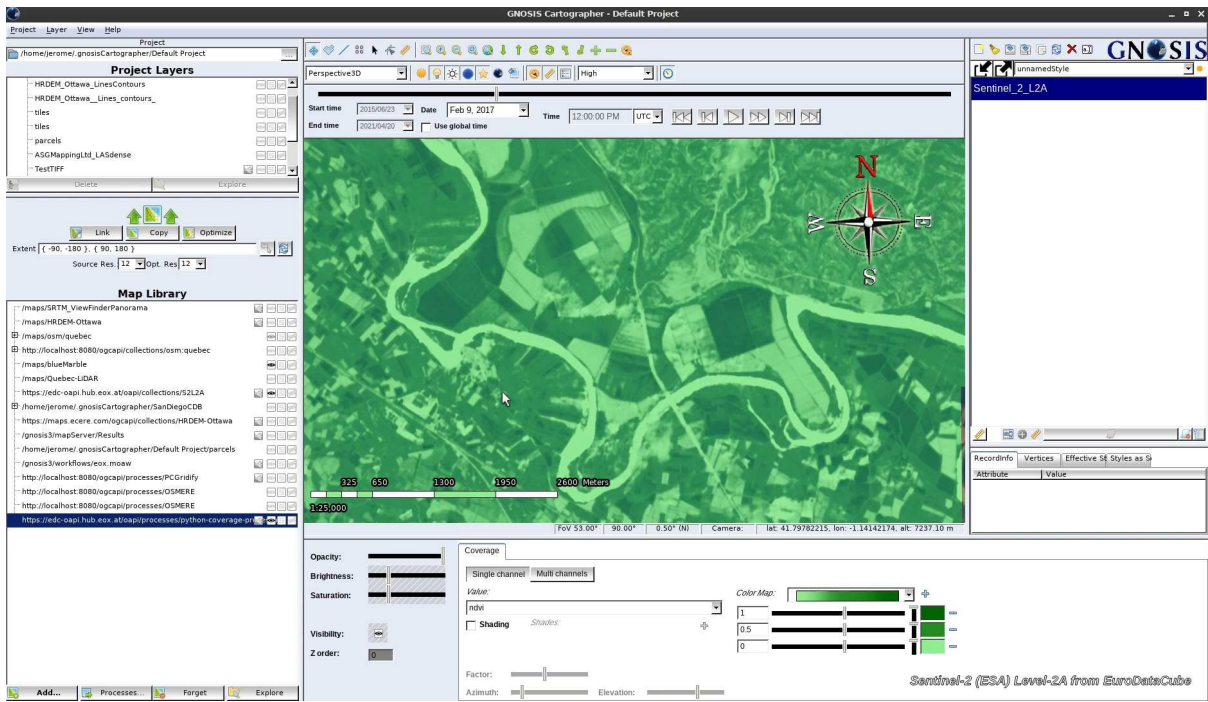 GNOSIS Cartographer - Default Project
Project Layer View Help
Project
/home/jerome/.gnosisCartographer/Default Project
...
Project Layers
HRDEM_Ottawa_LinesContours
HRDEM_Ottawa__Lines_contours_
tiles
tiles
parcels
ASGMappingLtd_LASdense
TestTIFF
Delete Explore
Link Copy Optimize
Extent { -90, -180 }, { 90, 180 }
Source Res. 12 Opt. Res 12
Map Library
/maps/SRTM_ViewFinderPanorama
/maps/HRDEM-Ottawa
/maps/osm/quebec
http://localhost:8080/ogcapi/collections/osm:quebec
/maps/blueMarble
/maps/Quebec-LiDAR
https://edc-oapi.hub.eox.at/oapi/collections/S2L2A
/home/jerome/.gnosisCartographer/SanDiegoCDB
https://maps.ecere.com/ogcapi/collections/HRDEM-Ottawa
/gnosis3/mapServer/Results
/home/jerome/.gnosisCartographer/Default Project/parcels
/gnosis3/workflows/eox.moaw
http://localhost:8080/ogcapi/processes/PCGridify
http://localhost:8080/ogcapi/processes/OSMERE
http://localhost:8080/ogcapi/processes/OSMERE
https://edc-oapi.hub.eox.at/oapi/processes/python-coverage-pr
Add... Processes... Forget Explore
Perspective3D High
Start time 2015/06/23 Date Feb 9, 2017 Time 12:00:00 PM UTC
End time 2021/04/20 Use global time
N
W E
S
325 650 1300 1950 2600 Meters
1:25,000
FoV 53.00° 90.00° 0.50° (N) Camera: lat: 41.79782215, lon: -1.14142174, alt: 7237.10 m
GNOSIS
unnamedStyle
Sentinel_2_L2A
RecordInfo Vertices Effective St Styles as S
Attribute Value
Opacity:
Brightness:
Saturation:
Visibility:
Z order: 0
Coverage
Single channel Multi channels
Value:
ndvi
Shading Shades:
Factor:
Azimuth: Elevation:
Color Map:
1
0.5
0
Sentinel-2 (ESA) Level-2A from EuroDataCube